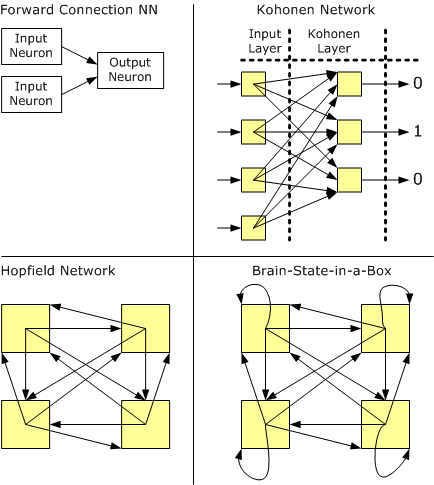 Forward Connection NN
Input
Neuron
Output
Neuron
Input
Neuron
Kohonen Network
Input
Layer
Kohonen
Layer
0
1
0
Hopfield Network
Brain-State-in-a-Box